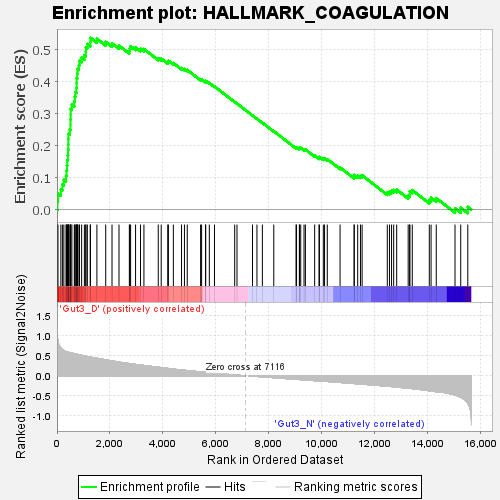 Enrichment plot: HALLMARK_COAGULATION
Enrichment score (ES)
0.5
0.4
0.3
0.2
0.1
0.0
'Gut3_D' (positively correlated)
Ranked list metric (Signal2Noise)
1.5
1.0
0.5
0.0
-0.5
-1.0
Zero cross at 7116
'Gut3_N' (negatively correlated)
0
2,000
4,000
6,000
8,000
10,000
12,000
14,000
16,000
Rank in Ordered Dataset
Enrichment profile
Hits
Ranking metric scores